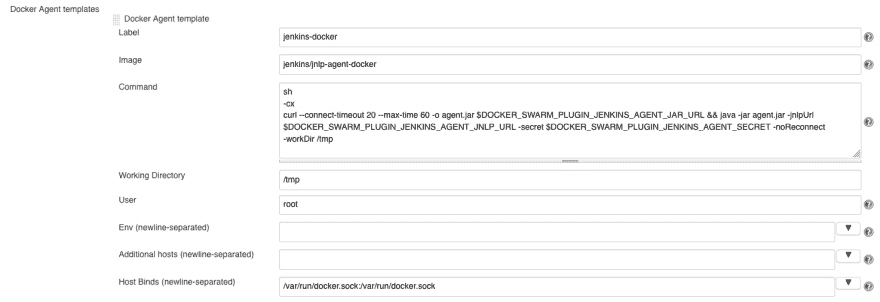 Docker Agent templates
Docker Agent template
Label
jenkins-docker
Image
jenkins/jnlp-agent-docker
Command
sh
-cx
curl --connect-timeout 20 --max-time 60 -o agent.jar $DOCKER_SWARM_PLUGIN_JENKINS_AGENT_JAR_URL && java -jar agent.jar -jnlpUrl
$DOCKER_SWARM_PLUGIN_JENKINS_AGENT_JNLP_URL -secret $DOCKER_SWARM_PLUGIN_JENKINS_AGENT_SECRET -noReconnect
-workDir /tmp
Working Directory
/tmp
User
root
Env (newline-separated)
Additional hosts (newline-separated)
Host Binds (newline-separated)
/var/run/docker.sock:/var/run/docker.sock